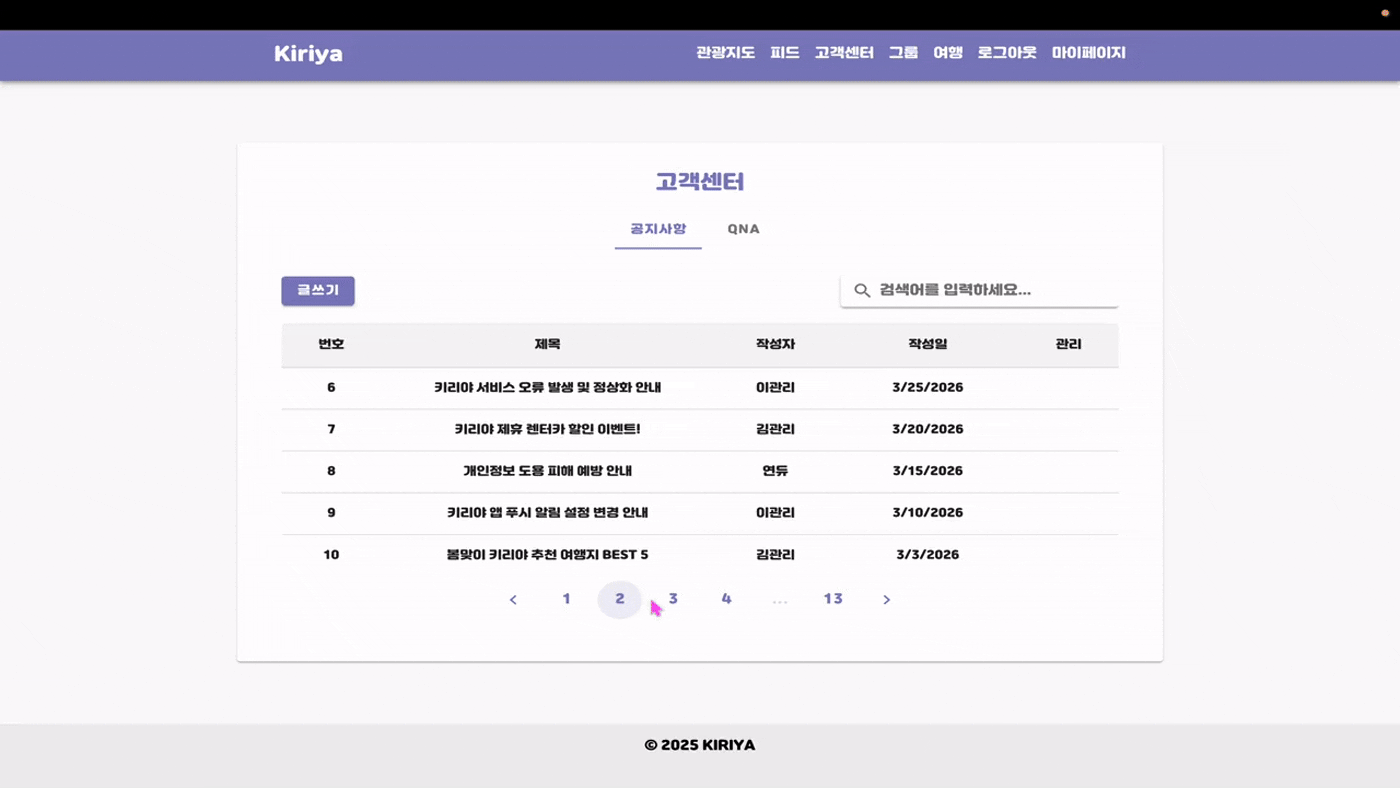 Kiriya 관광지도 피드 고객센터 그룹 여행 로그아웃 마이페이지
고객센터
공지사항 QNA
글쓰기 검색어를 입력하세요...
번호 제목 작성자 작성일 관리
6 키리야 서비스 오류 발생 및 정상화 안내 이관리 3/25/2026
7 키리야 제휴 렌터카 할인 이벤트! 김관리 3/20/2026
8 개인정보 도용 피해 예방 안내 연듀 3/15/2026
9 키리야 앱 푸시 알림 설정 변경 안내 이관리 3/10/2026
10 봄맞이 키리야 추천 여행지 BEST 5 김관리 3/3/2026
< 1 2 3 4 ... 13 >
© 2025 KIRIYA